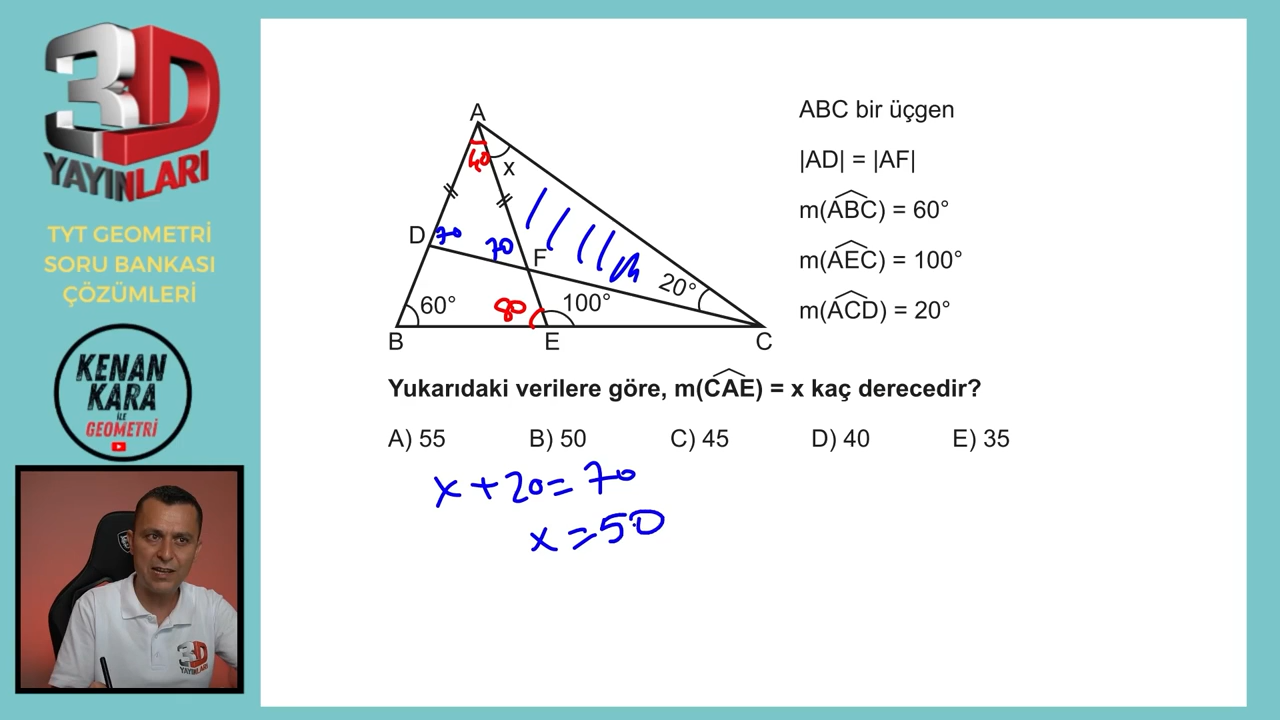 3D
YAYINLARI
TYT GEOMETRİ
SORU BANKASI
ÇÖZÜMLERİ
KENAN
KARA
İLE
GEOMETRİ
3D
YAYINLARI
A
40
x
D
70
70
F
20°
60°
80
100°
B
E
C
ABC bir üçgen
|AD| = |AF|
m(ABC) = 60°
m(AEC) = 100°
m(ACD) = 20°
Yukarıdaki verilere göre, m(CAE) = x kaç derecedir?
A) 55 B) 50 C) 45 D) 40 E) 35
x + 20 = 70
x = 50